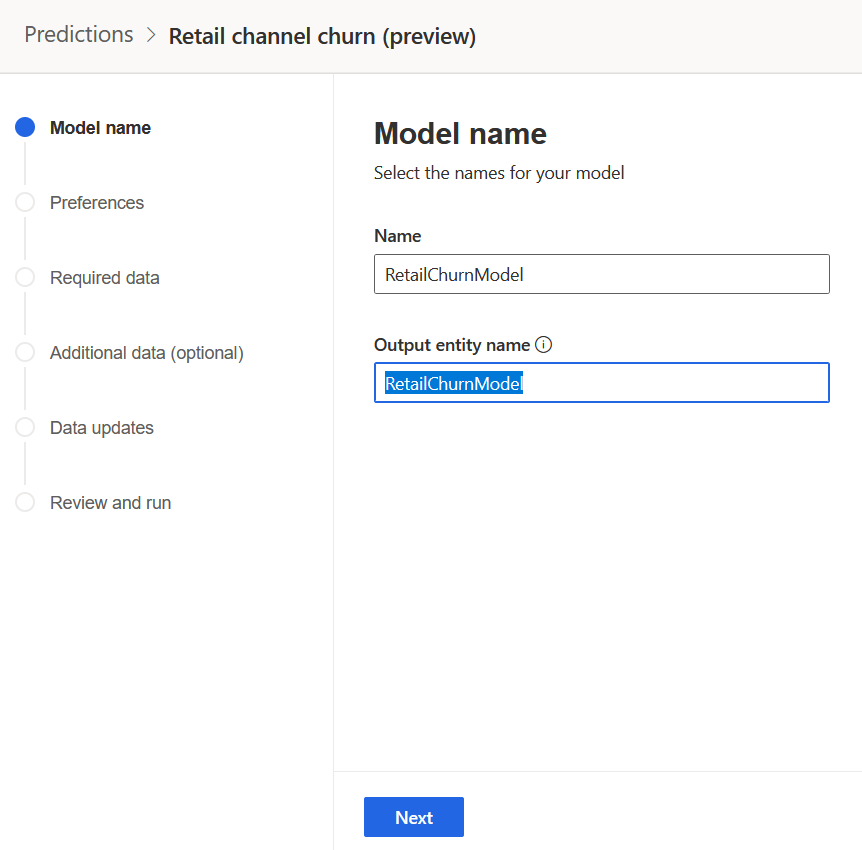 Predictions > Retail channel churn (preview)
Model name
Preferences
Required data
Additional data (optional)
Data updates
Review and run
Model name
Select the names for your model
Name
RetailChurnModel
Output entity name
RetailChurnModel
Next